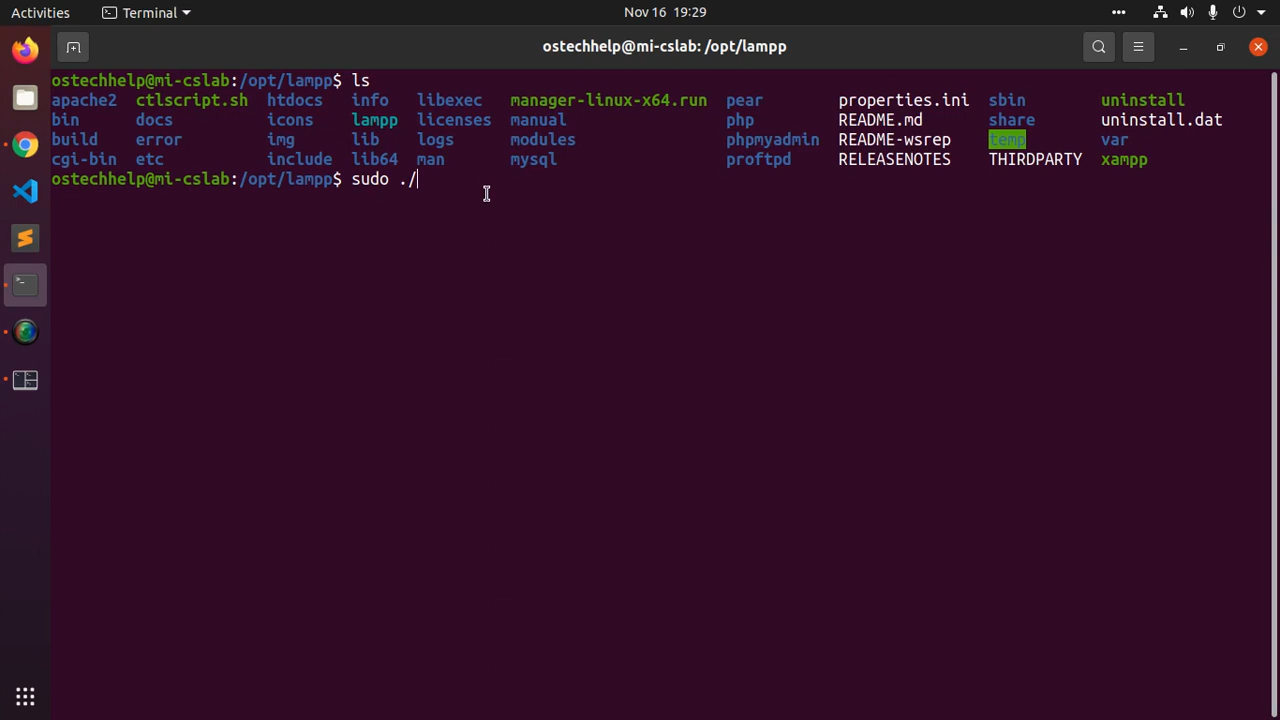 Activities Terminal Nov 16 19:29
ostechhelp@mi-cslab: /opt/lampp
ostechhelp@mi-cslab:/opt/lampp$ ls
apache2 ctlscript.sh htdocs info libexec manager-linux-x64.run pear properties.ini sbin uninstall
bin docs icons lampp licenses manual php README.md share uninstall.dat
build error img lib logs modules phpmyadmin README-wsrep temp var
cgi-bin etc include lib64 man mysql proftpd RELEASENOTES THIRDPARTY xampp
ostechhelp@mi-cslab:/opt/lampp$ sudo ./